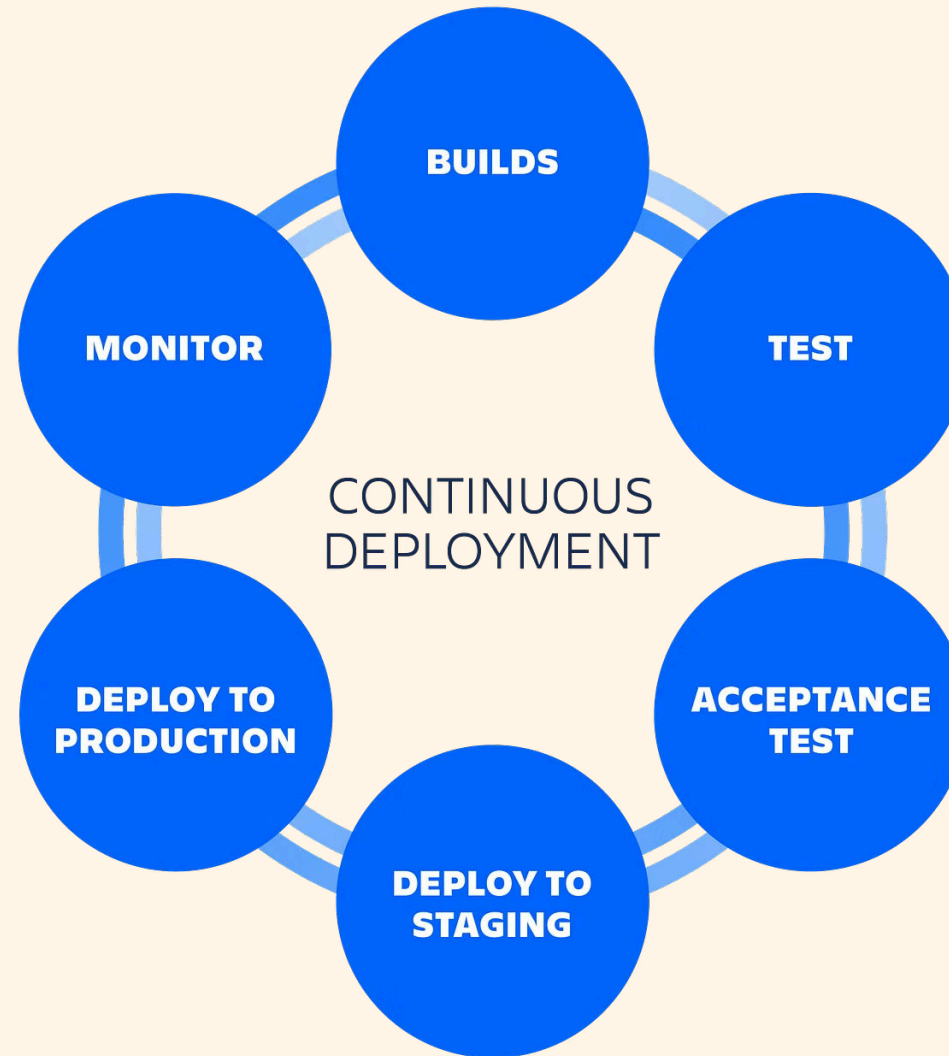 BUILDS
MONITOR
TEST
CONTINUOUS
DEPLOYMENT
DEPLOY TO
PRODUCTION
ACCEPTANCE
TEST
DEPLOY TO
STAGING